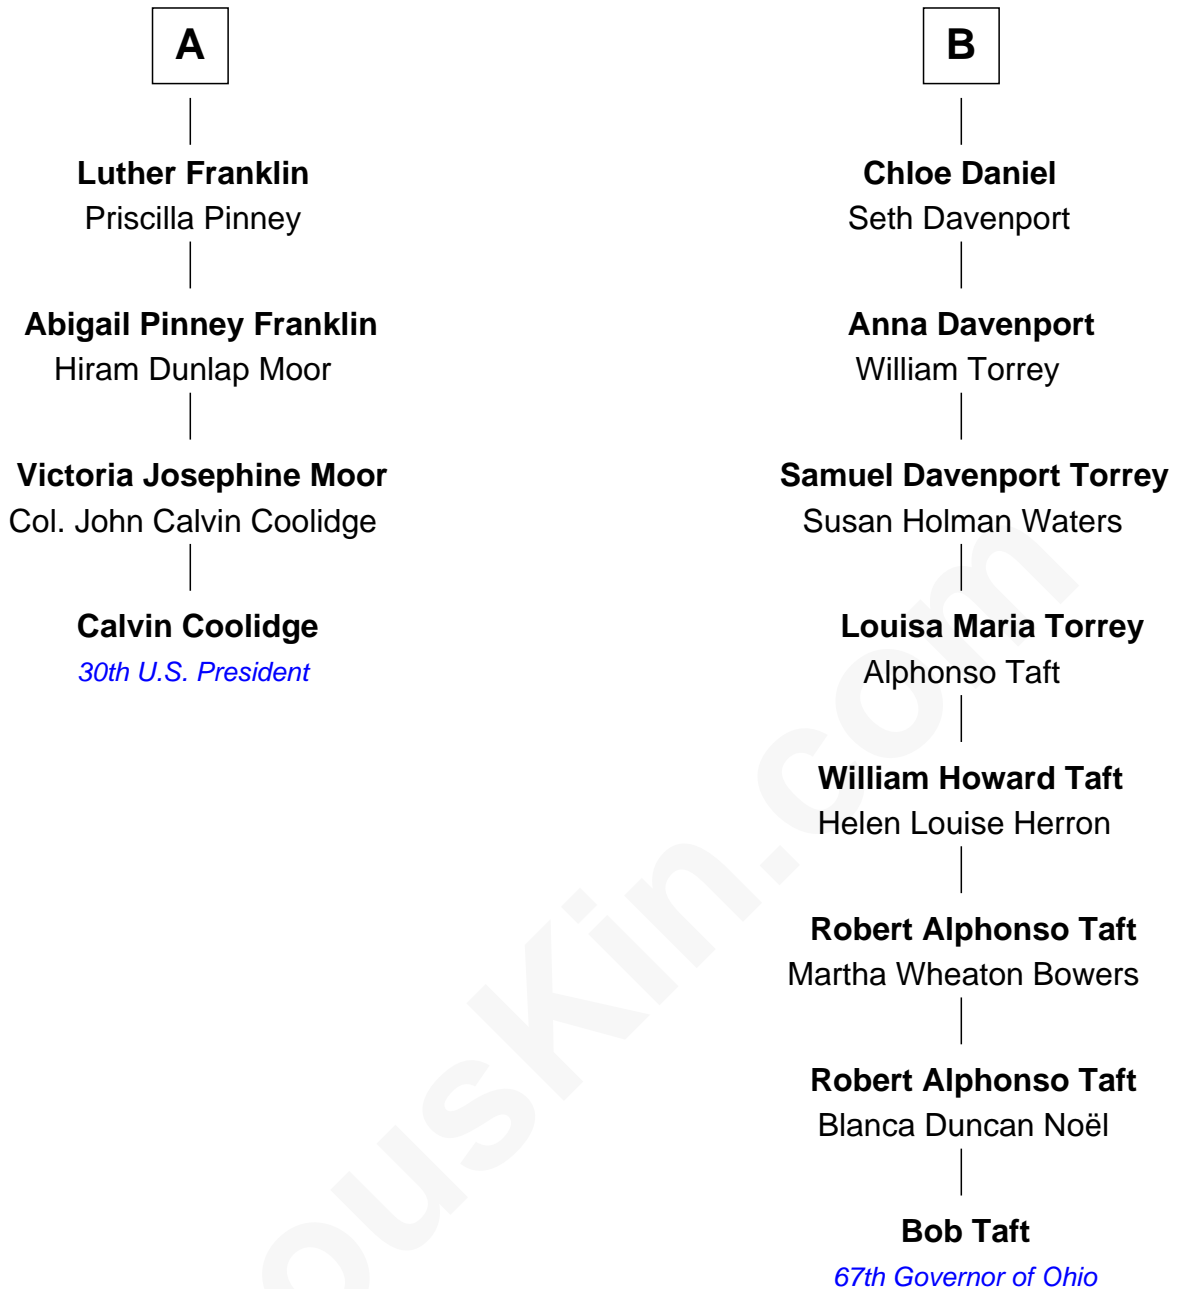 A
Luther Franklin
Priscilla Pinney
Abigail Pinney Franklin
Hiram Dunlap Moor
Victoria Josephine Moor
Col. John Calvin Coolidge
Calvin Coolidge
30th U.S. President
B
Chloe Daniel
Seth Davenport
Anna Davenport
William Torrey
Samuel Davenport Torrey
Susan Holman Waters
Louisa Maria Torrey
Alphonso Taft
William Howard Taft
Helen Louise Herron
Robert Alphonso Taft
Martha Wheaton Bowers
Robert Alphonso Taft
Blanca Duncan Noël
Bob Taft
67th Governor of Ohio
ousKin.com